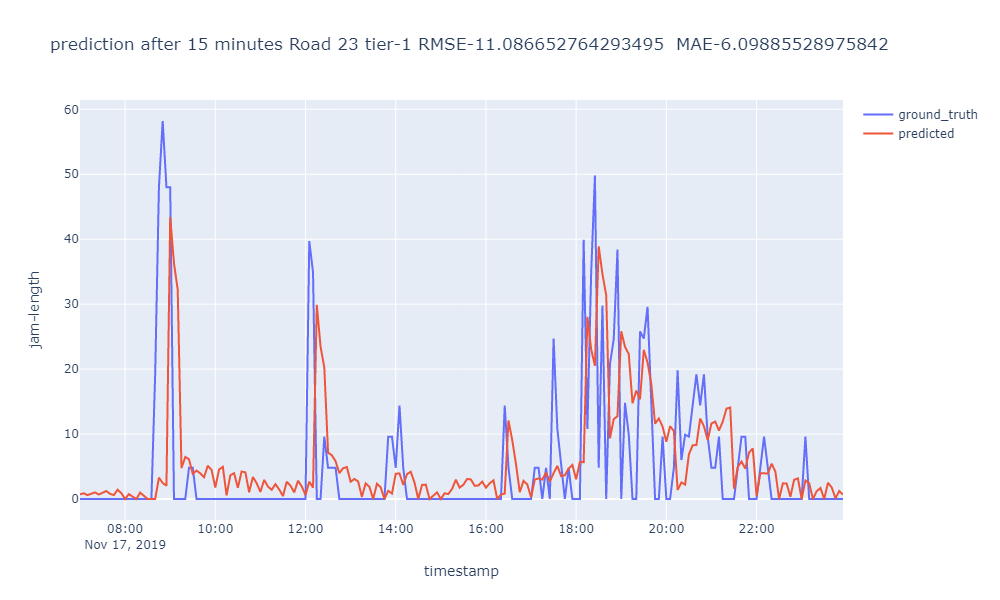 prediction after 15 minutes Road 23 tier-1 RMSE-11.086652764293495  MAE-6.09885528975842
ground_truth
predicted
60
50
40
30
20
10
0
jam-length
08:00 10:00 12:00 14:00 16:00 18:00 20:00 22:00
Nov 17, 2019
timestamp